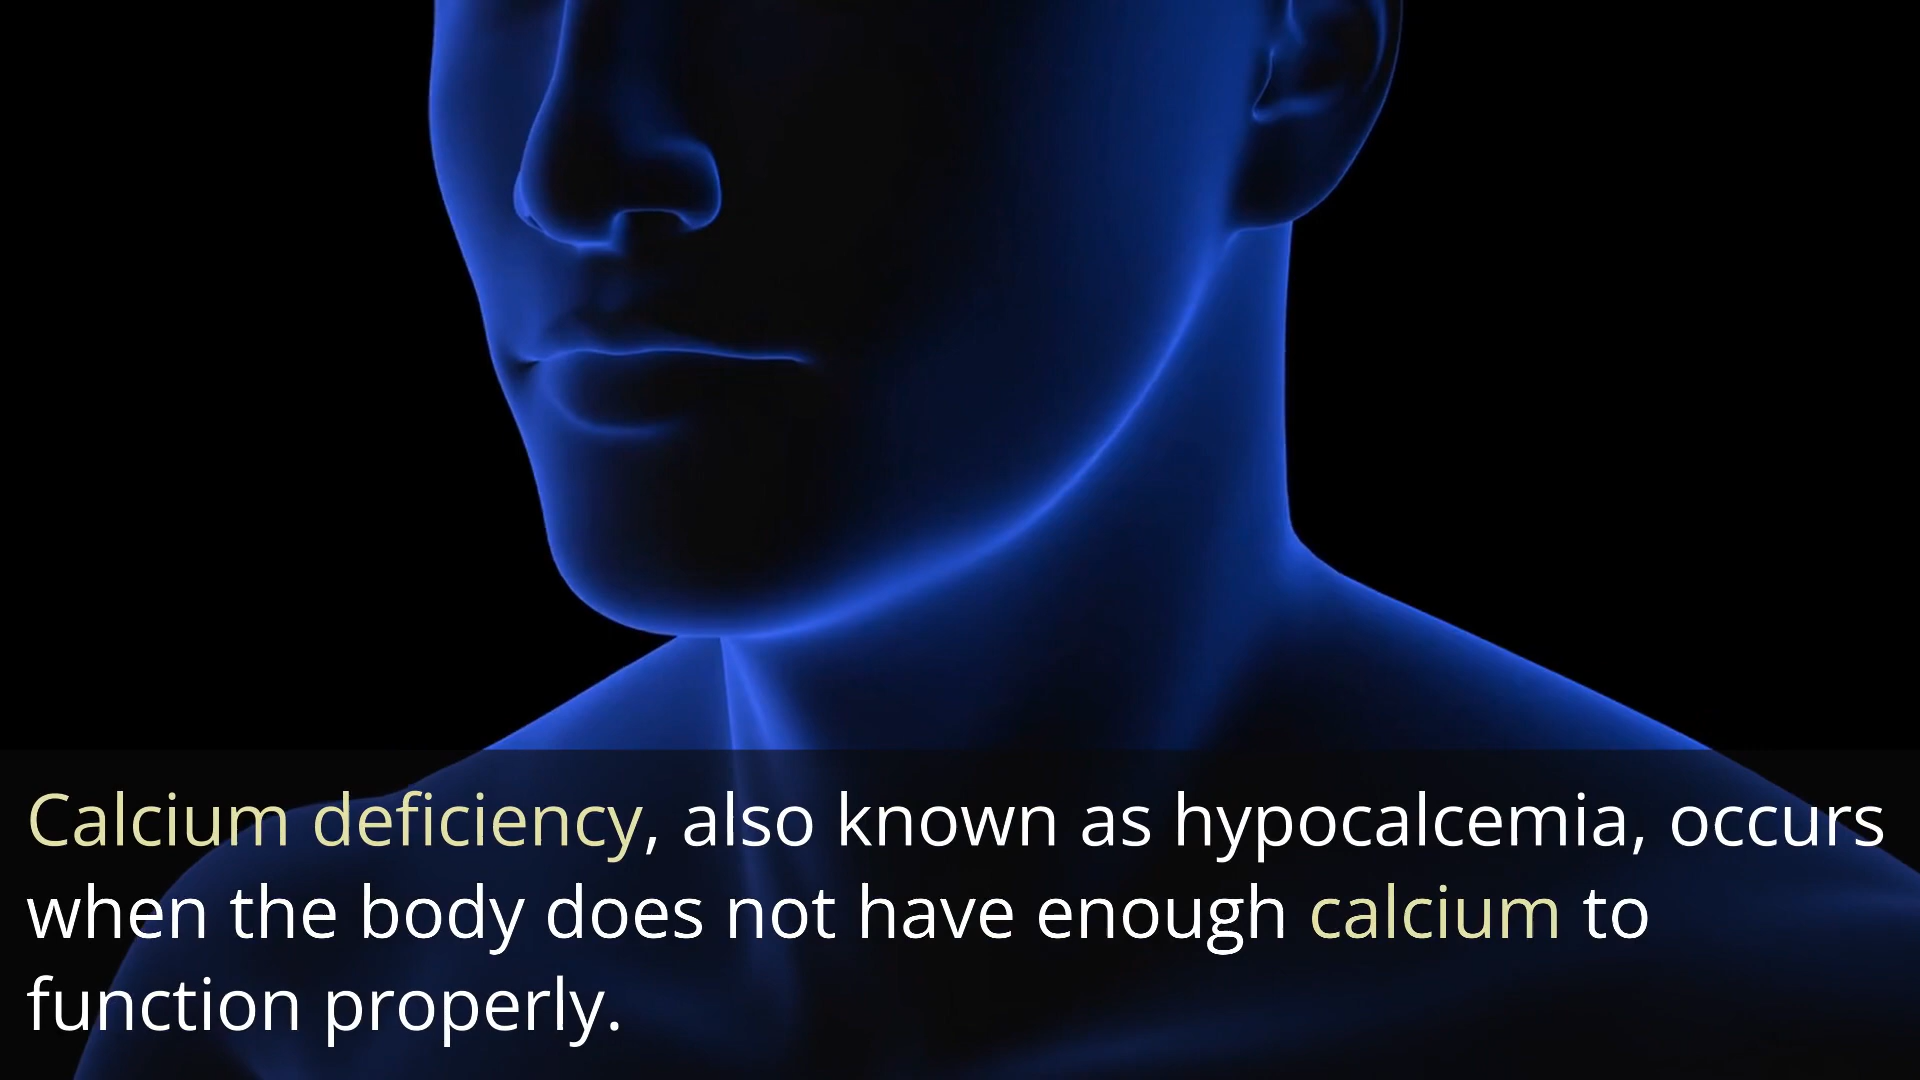 Calcium deficiency, also known as hypocalcemia, occurs
when the body does not have enough calcium to
function properly.